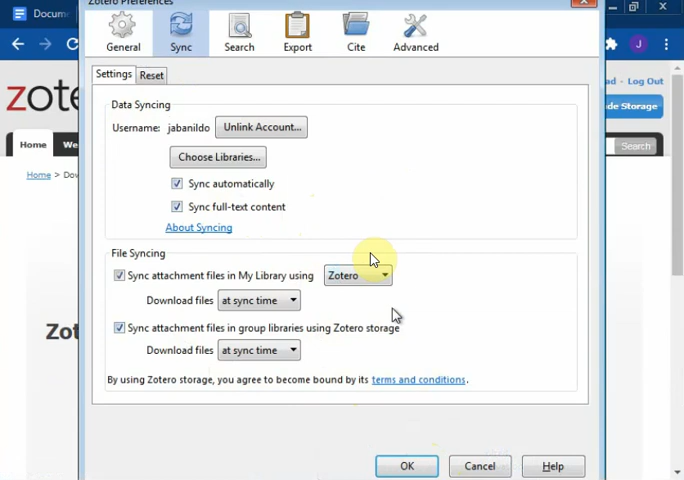 Zotero Preferences
Docume
J
General
Sync
Search
Export
Cite
Advanced
Settings
Reset
Log Out
zote
Home
We
Search
Home > Do
Data Syncing
Username: jabanildo
Unlink Account...
Choose Libraries...
Sync automatically
Sync full-text content
About Syncing
File Syncing
Sync attachment files in My Library using
Zotero
Download files
at sync time
Sync attachment files in group libraries using Zotero storage
Download files
at sync time
By using Zotero storage, you agree to become bound by its terms and conditions.
Zot
OK
Cancel
Help